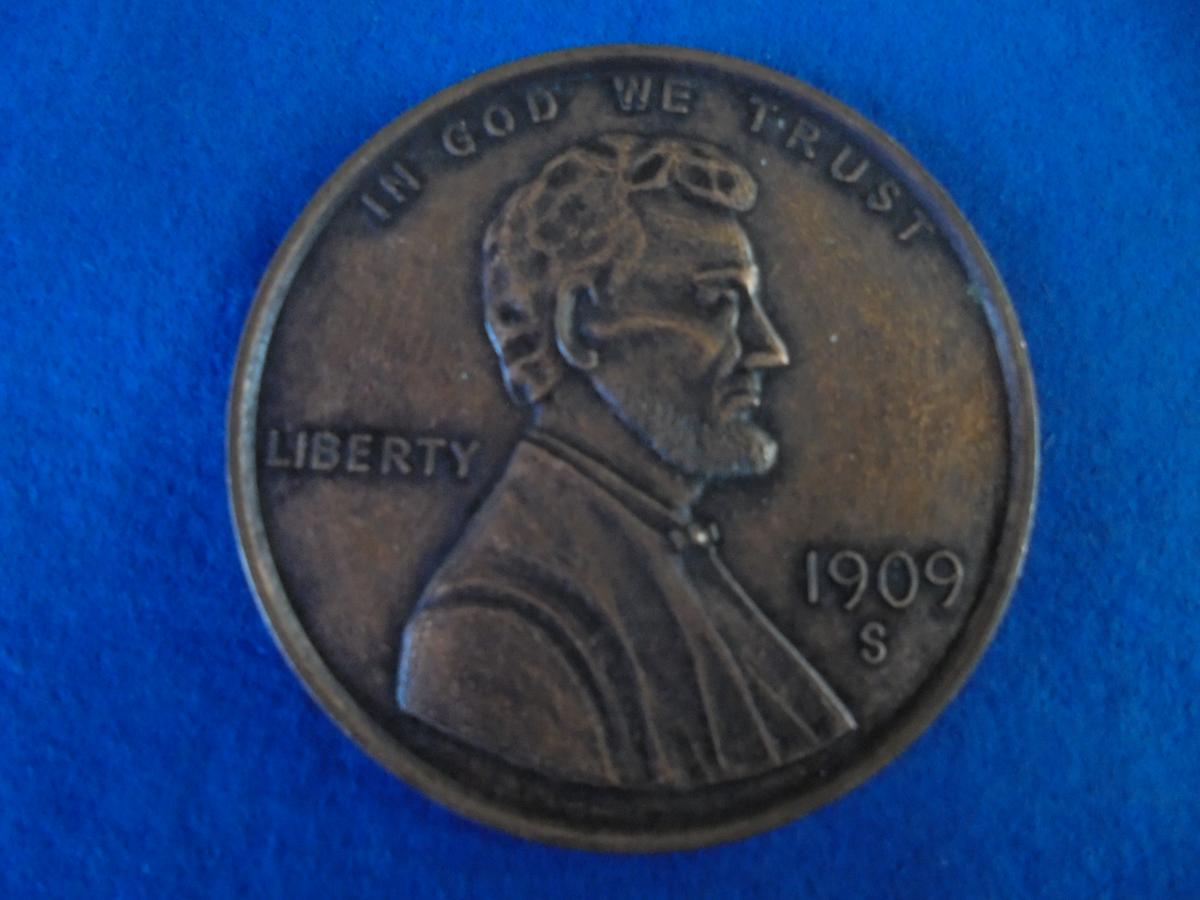 IN GOD WE TRUST
LIBERTY
1909
S